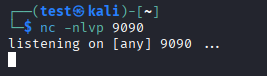 ┌──(test㉿kali)-[~]
└─$ nc -nlvp 9090
listening on [any] 9090 ...